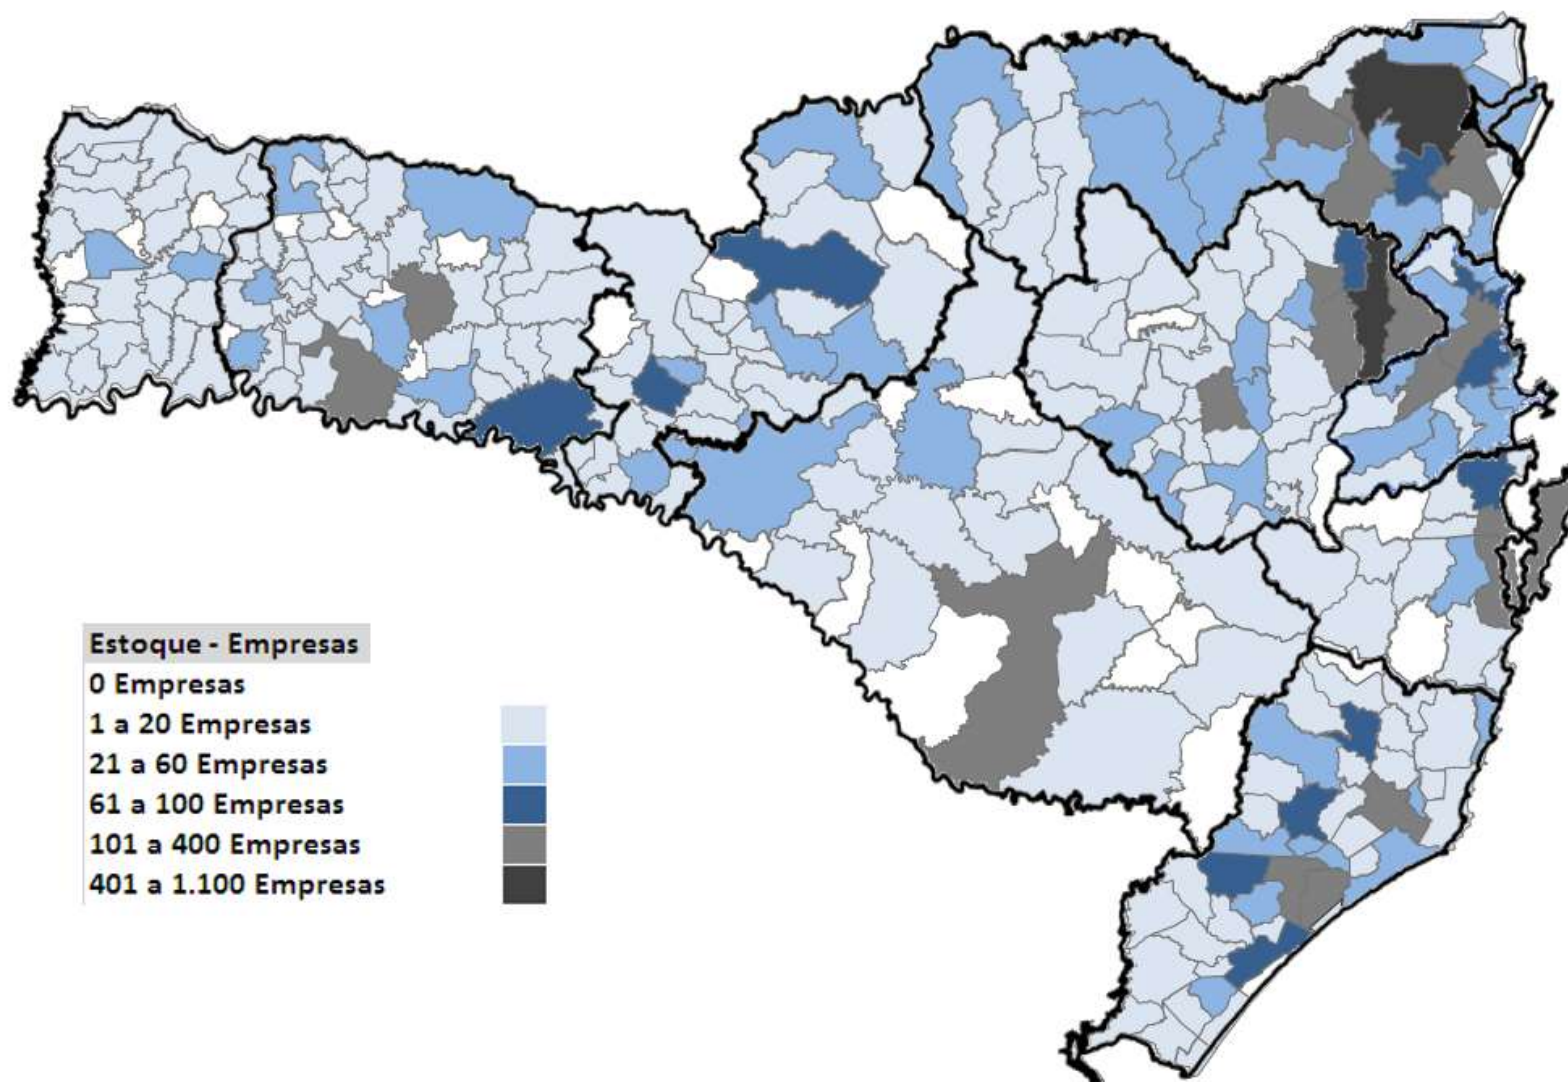 Estoque - Empresas
0 Empresas
1 a 20 Empresas
21 a 60 Empresas
61 a 100 Empresas
101 a 400 Empresas
401 a 1.100 Empresas